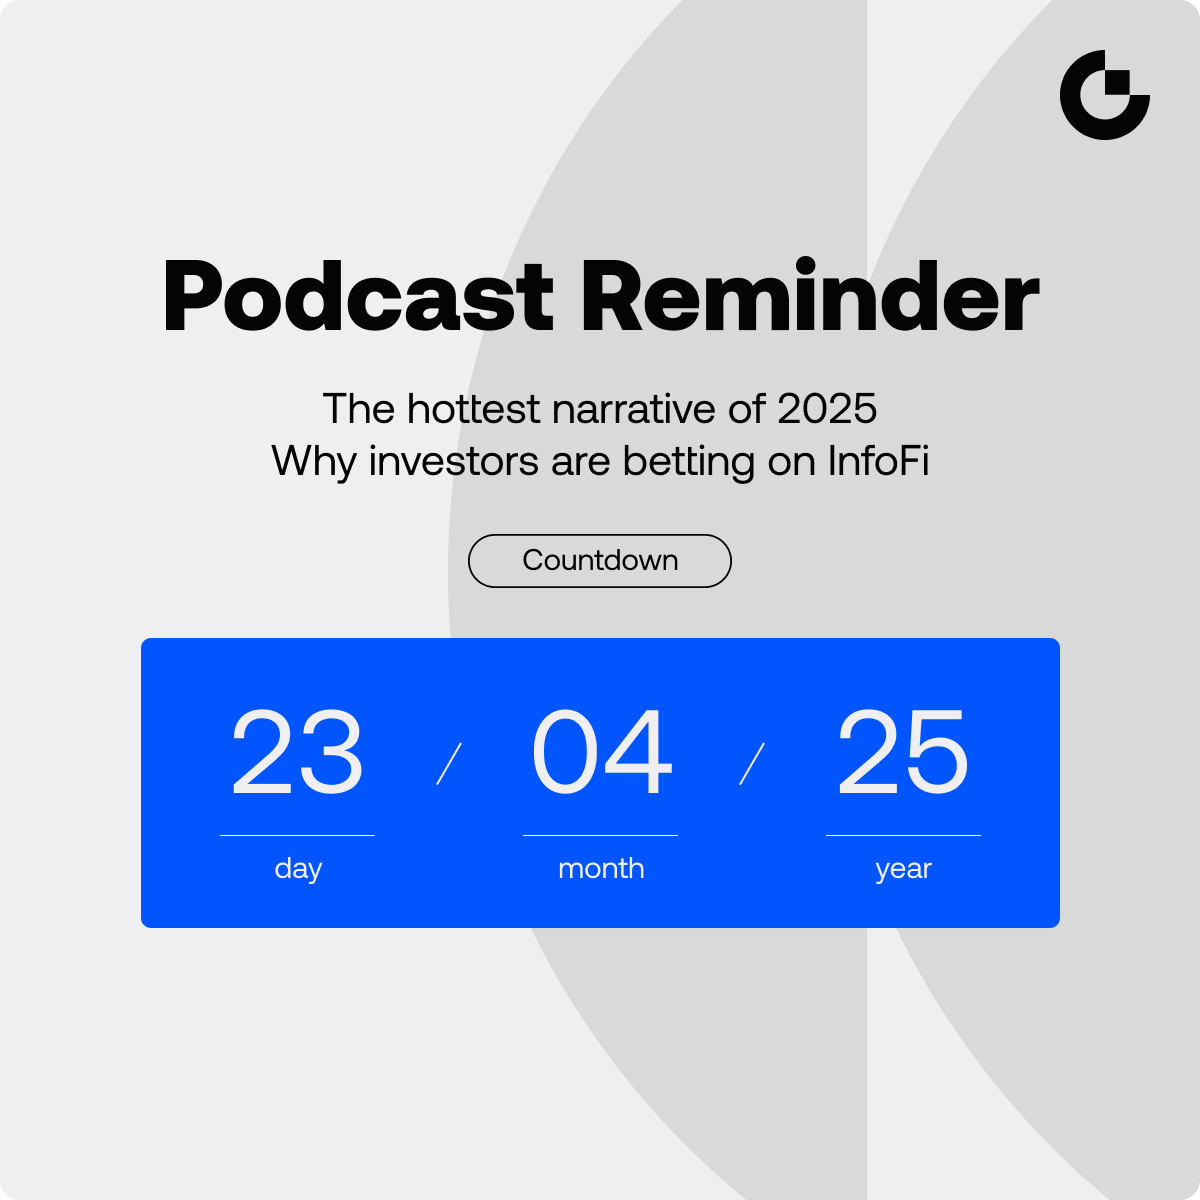 Podcast Reminder
The hottest narrative of 2025
Why investors are betting on InfoFi
Countdown
23 / 04 / 25
day month year